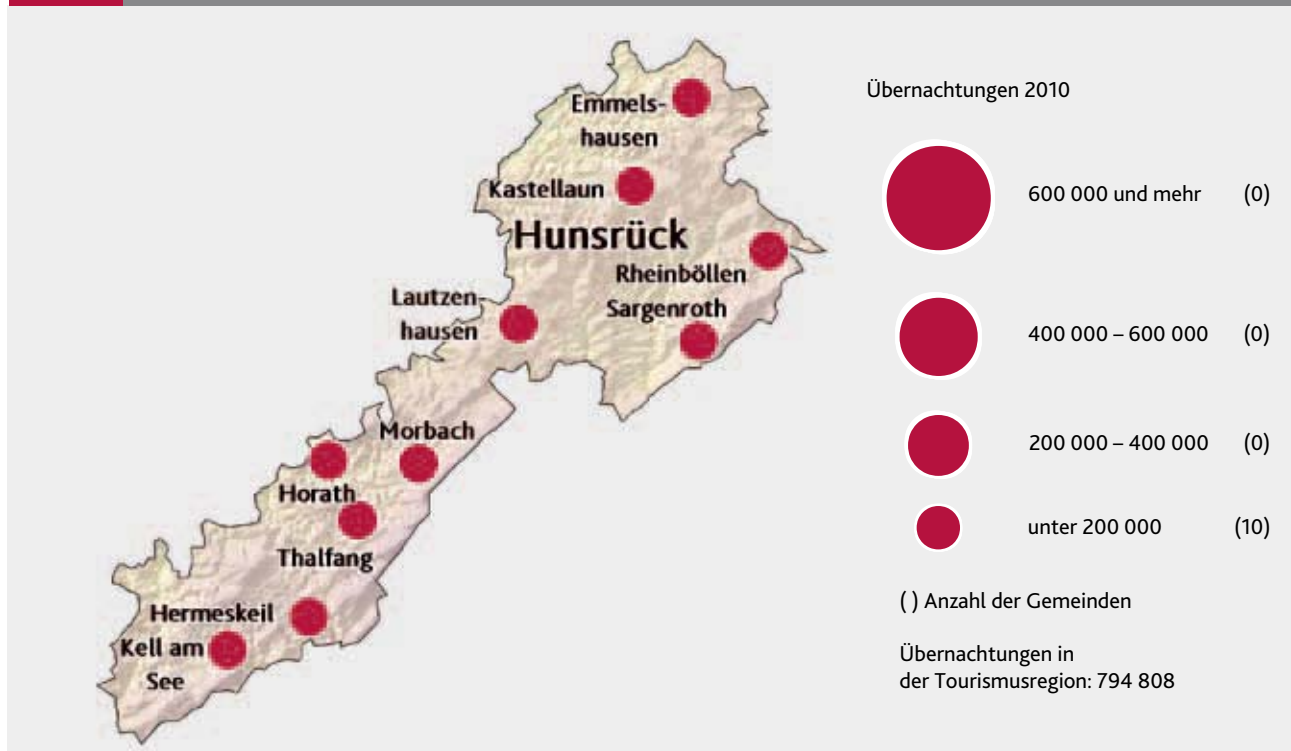 Emmels-
hausen
Kastellaun
Hunsrück
Rheinböllen
Sargenroth
Lautzen-
hausen
Morbach
Horath
Thalfang
Hermeskeil
Kell am
See
Übernachtungen 2010
600 000 und mehr (0)
400 000 – 600 000 (0)
200 000 – 400 000 (0)
unter 200 000 (10)
( ) Anzahl der Gemeinden
Übernachtungen in
der Tourismusregion: 794 808